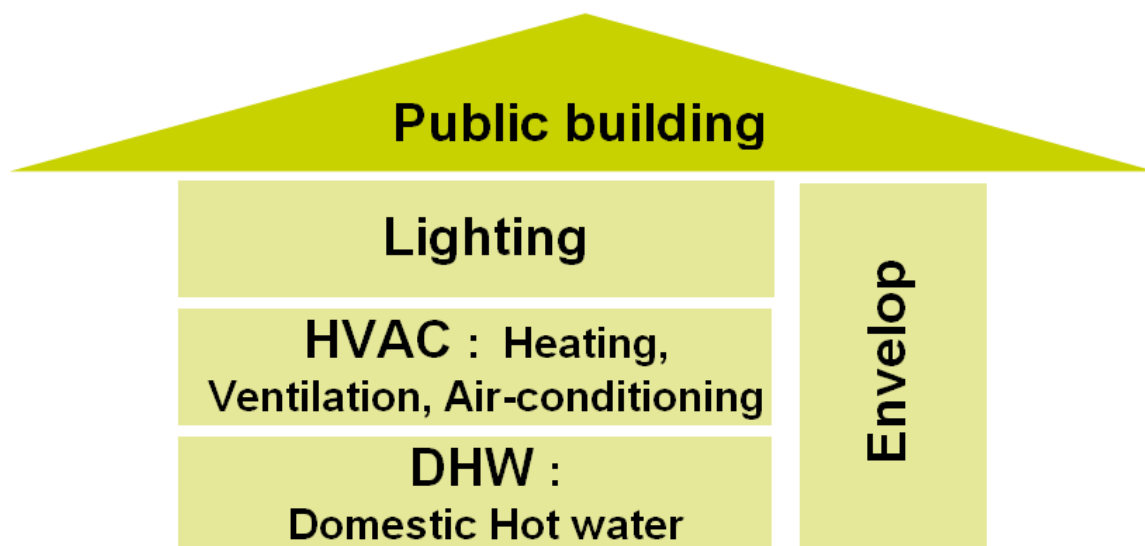 Public building
Lighting
HVAC : Heating,
Ventilation, Air-conditioning
DHW :
Domestic Hot water
Envelop